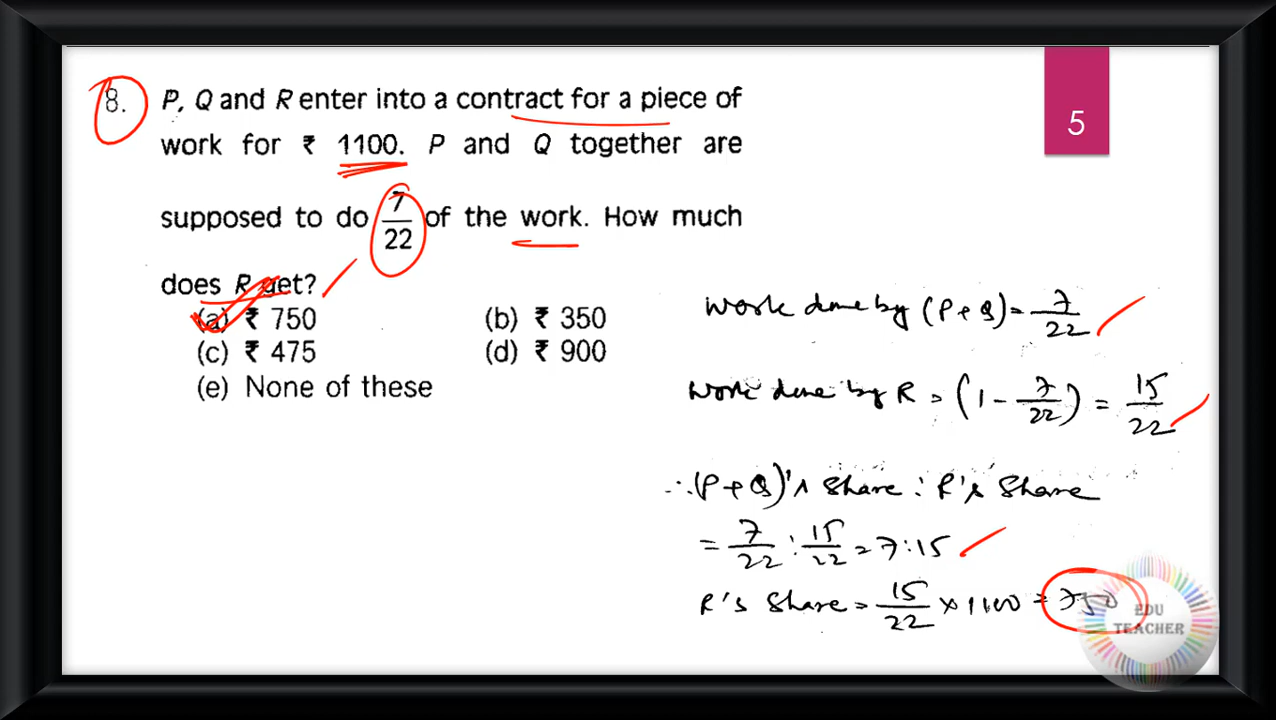 5
8. P, Q and R enter into a contract for a piece of
work for ₹ 1100. P and Q together are
supposed to do 7/22 of the work. How much
does R get?
(a) ₹ 750 (b) ₹ 350
(c) ₹ 475 (d) ₹ 900
(e) None of these
Work done by (P+Q) = 7/22
Work done by R = (1 - 7/22) = 15/22
∴ (P+Q)'s Share : R's Share
= 7/22 : 15/22 = 7:15
R's Share = 15/22 × 1100 = 750
EDU
TEACHER